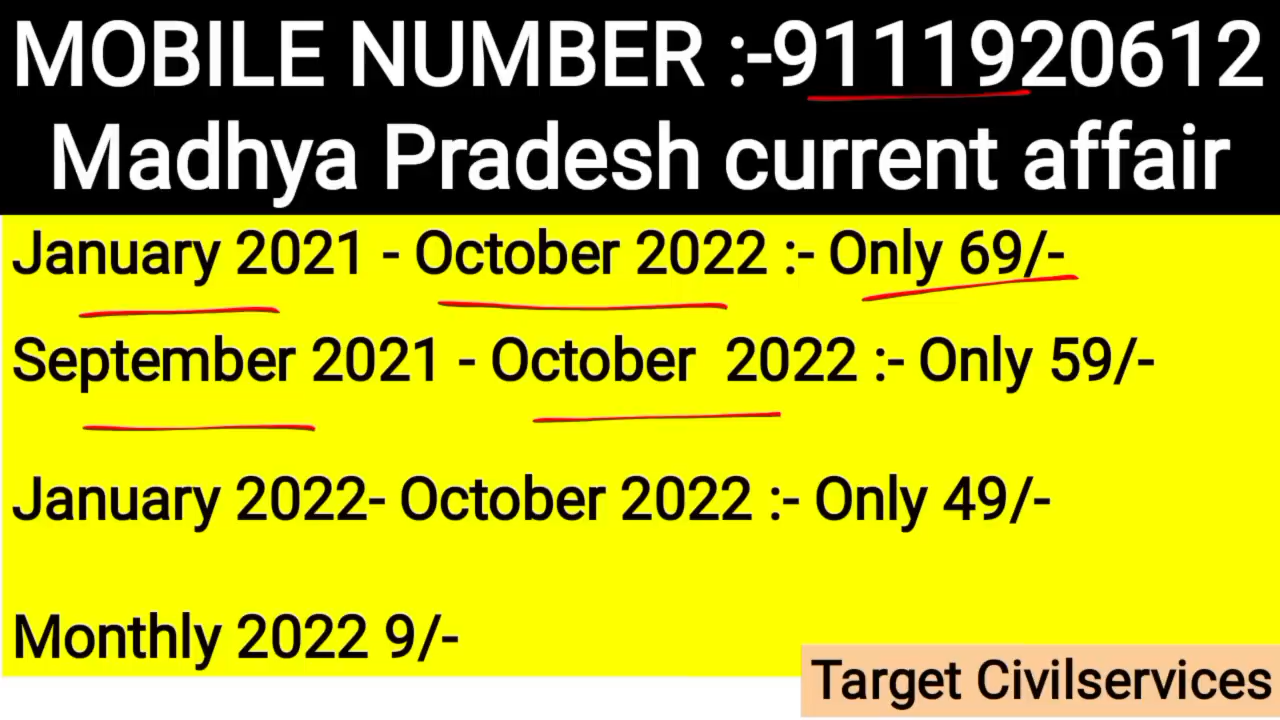 MOBILE NUMBER :-9111920612
Madhya Pradesh current affair
January 2021 - October 2022 :- Only 69/-
September 2021 - October 2022 :- Only 59/-
January 2022- October 2022 :- Only 49/-
Monthly 2022 9/-
Target Civilservices